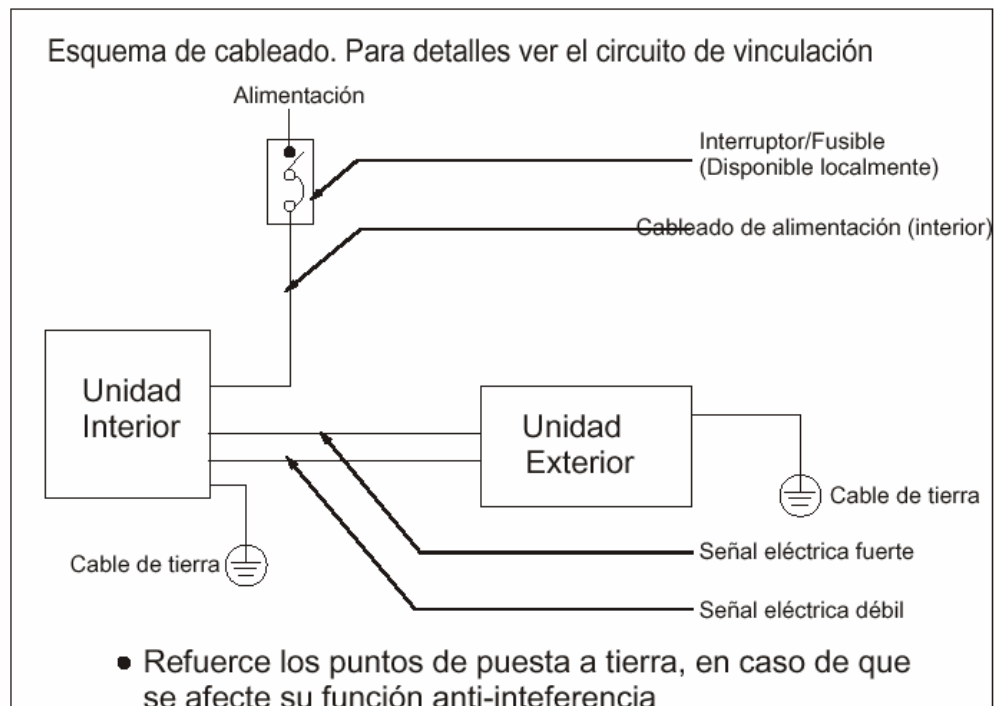 Esquema de cableado. Para detalles ver el circuito de vinculación
Alimentación
Interruptor/Fusible
(Disponible localmente)
Cableado de alimentación (interior)
Unidad
Interior
Unidad
Exterior
Cable de tierra
Señal eléctrica fuerte
Cable de tierra
Señal eléctrica débil
● Refuerce los puntos de puesta a tierra, en caso de que
se afecte su función anti-inteferencia